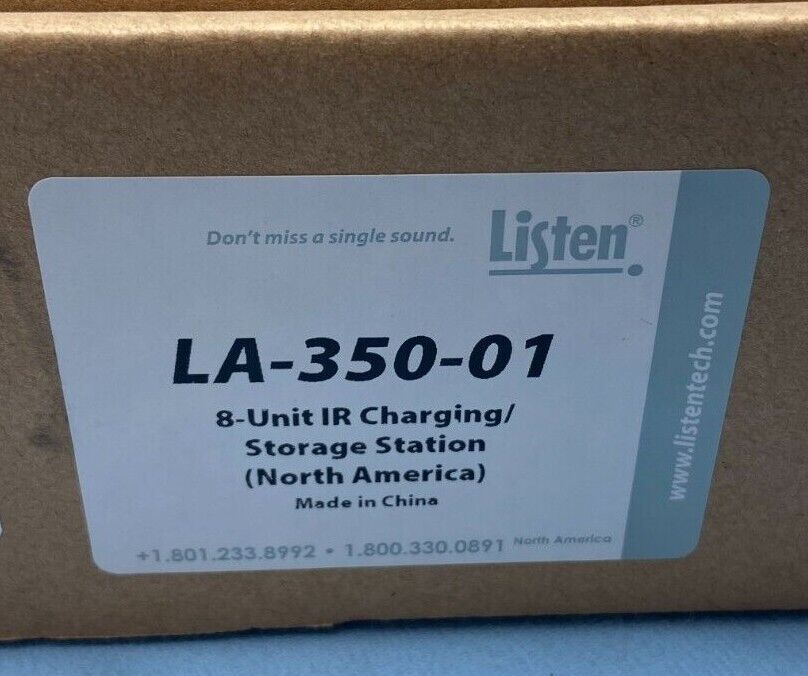 Don't miss a single sound.
Listen®
LA-350-01
8-Unit IR Charging/
Storage Station
(North America)
Made in China
+1.801.233.8992 • 1.800.330.0891 North America
www.listentech.com